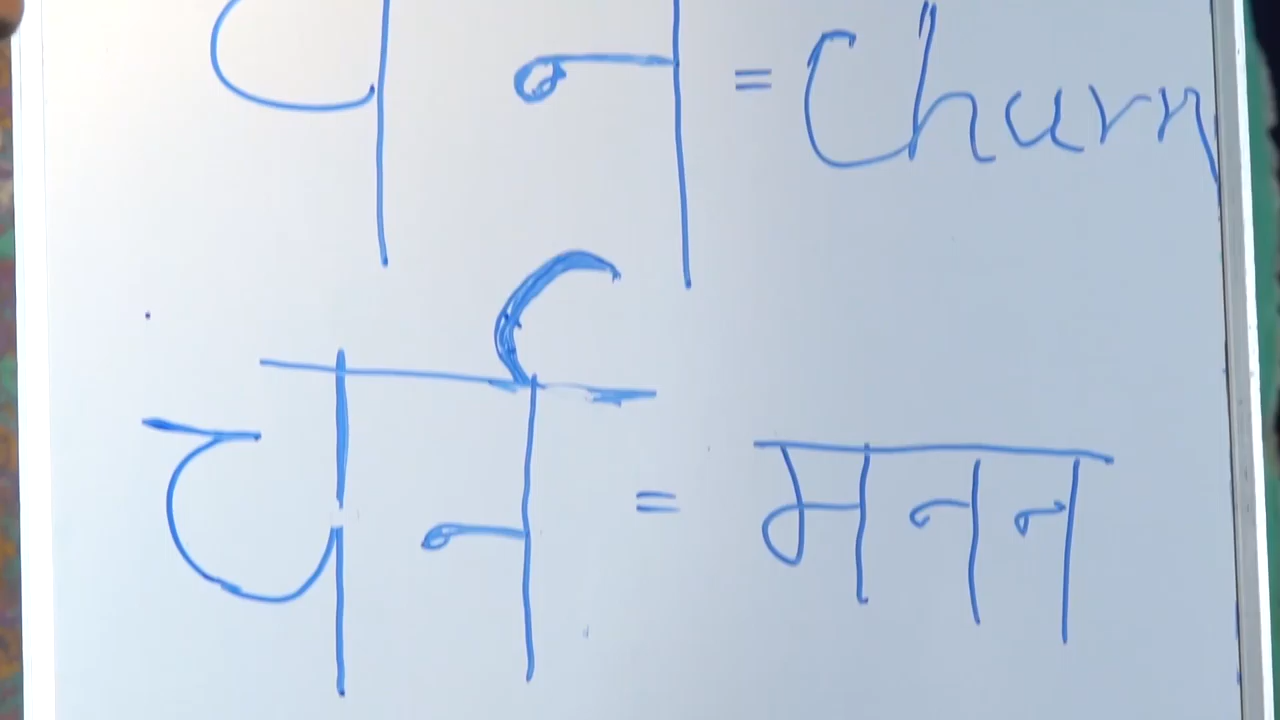 = Churn
चर्न = मनन